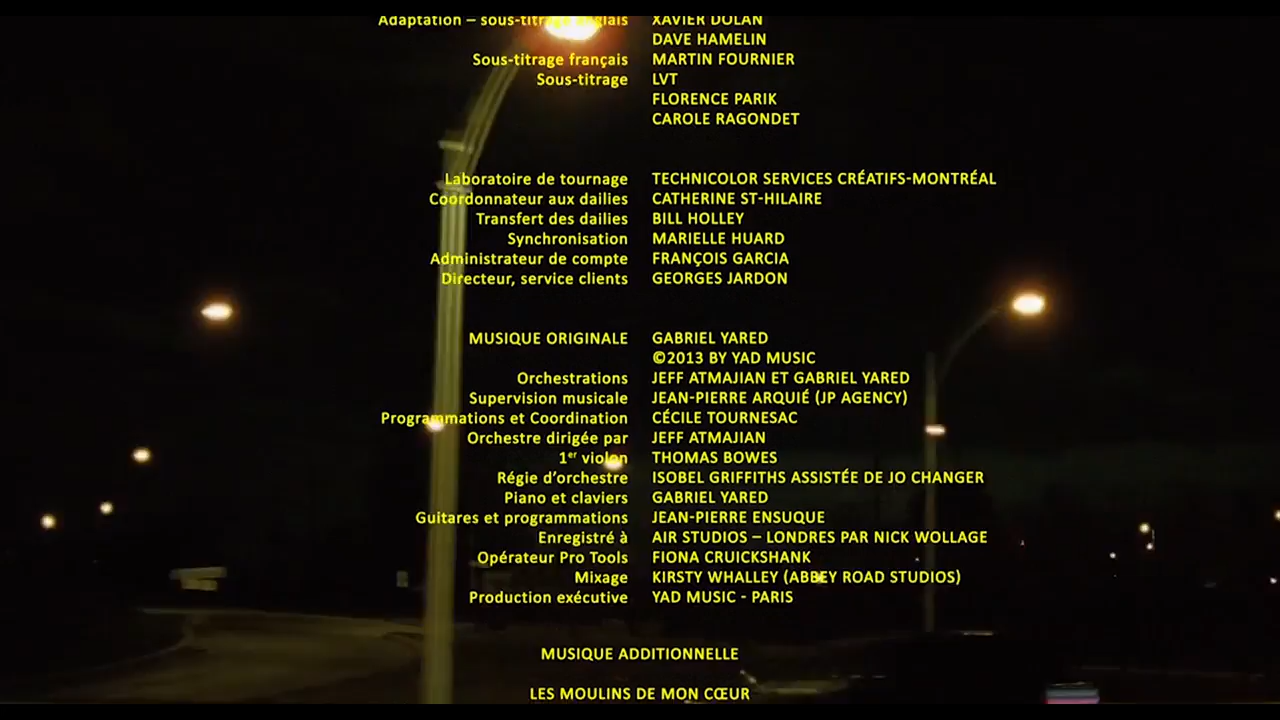 Adaptation – sous-titrage anglais XAVIER DOLAN
DAVE HAMELIN
Sous-titrage français MARTIN FOURNIER
Sous-titrage LVT
FLORENCE PARIK
CAROLE RAGONDET
Laboratoire de tournage TECHNICOLOR SERVICES CRÉATIFS-MONTRÉAL
Coordonnateur aux dailies CATHERINE ST-HILAIRE
Transfert des dailies BILL HOLLEY
Synchronisation MARIELLE HUARD
Administrateur de compte FRANÇOIS GARCIA
Directeur, service clients GEORGES JARDON
MUSIQUE ORIGINALE GABRIEL YARED
©2013 BY YAD MUSIC
Orchestrations JEFF ATMAJIAN ET GABRIEL YARED
Supervision musicale JEAN-PIERRE ARQUIÉ (JP AGENCY)
Programmations et Coordination CÉCILE TOURNESAC
Orchestre dirigée par JEFF ATMAJIAN
1er violon THOMAS BOWES
Régie d'orchestre ISOBEL GRIFFITHS ASSISTÉE DE JO CHANGER
Piano et claviers GABRIEL YARED
Guitares et programmations JEAN-PIERRE ENSUQUE
Enregistré à AIR STUDIOS – LONDRES PAR NICK WOLLAGE
Opérateur Pro Tools FIONA CRUICKSHANK
Mixage KIRSTY WHALLEY (ABBEY ROAD STUDIOS)
Production exécutive YAD MUSIC - PARIS
MUSIQUE ADDITIONNELLE
LES MOULINS DE MON CŒUR